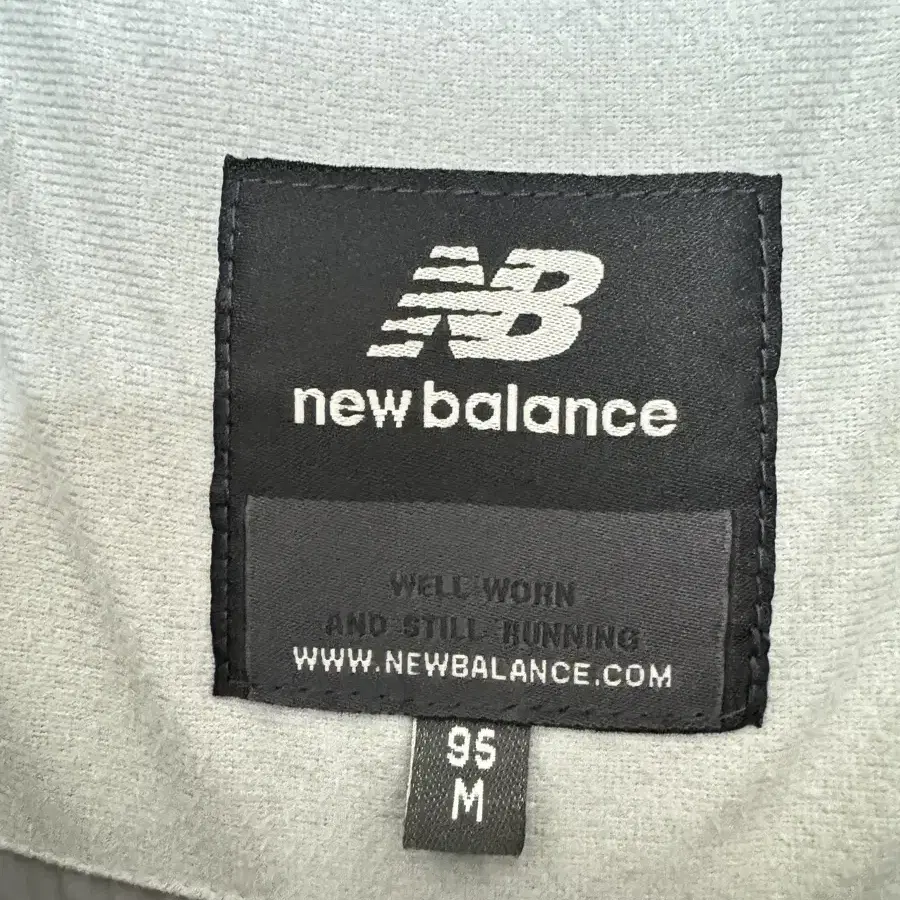 NB
new balance
WELL WORN
AND STILL RUNNING
WWW.NEWBALANCE.COM
95
M